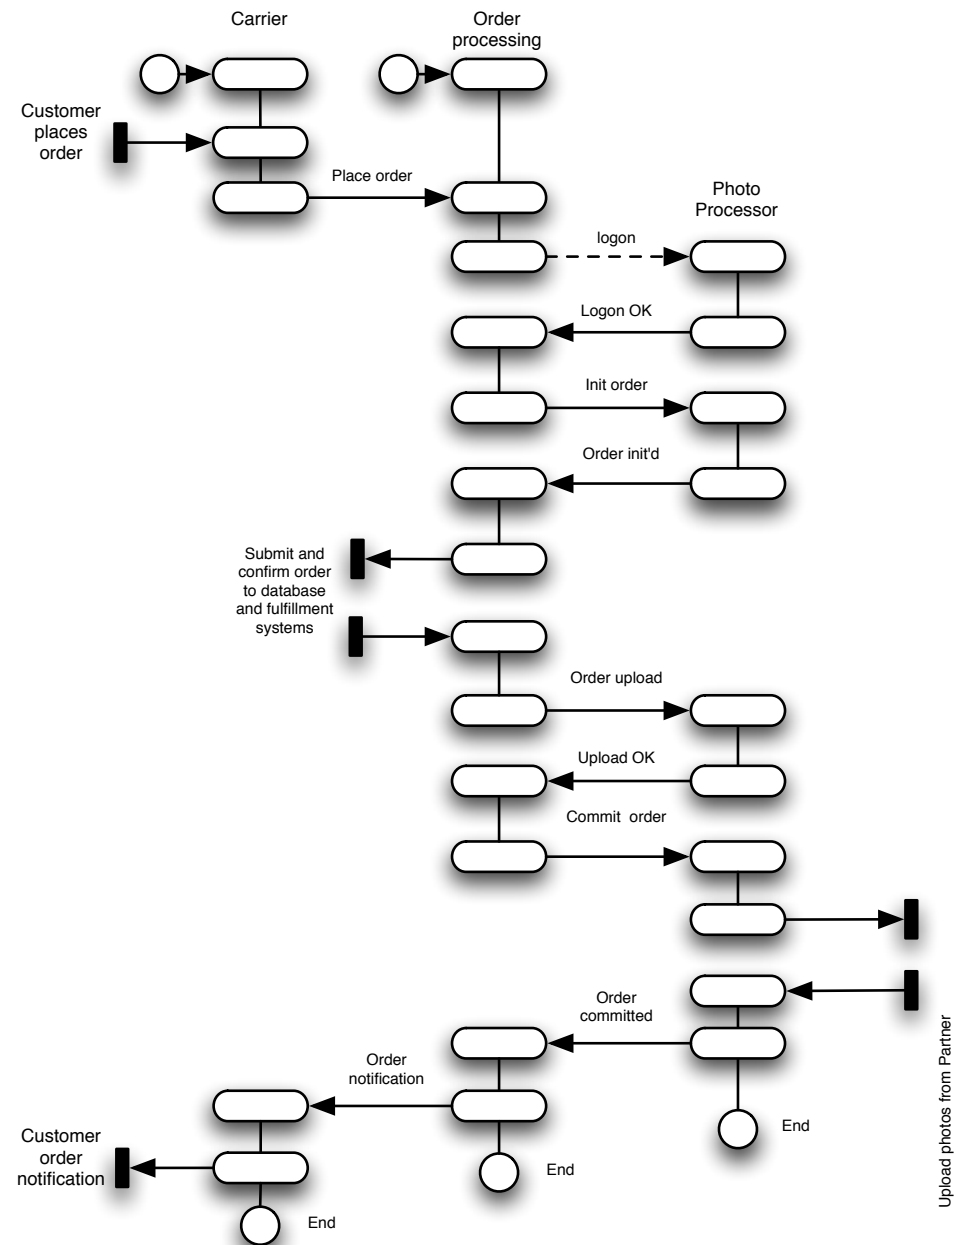 Carrier
Order
processing
Customer
places
order
Place order
Photo
Processor
logon
Logon OK
Init order
Order init'd
Submit and
confirm order
to database
and fulfillment
systems
Order upload
Upload OK
Commit  order
Order
committed
Order
notification
Upload photos from Partner
End
Customer
order
notification
End
End